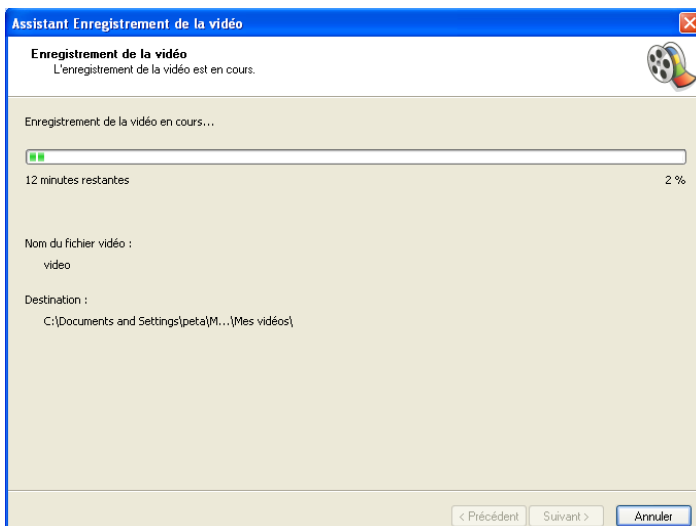 Assistant Enregistrement de la vidéo
Enregistrement de la vidéo
L'enregistrement de la vidéo est en cours.
Enregistrement de la vidéo en cours...
12 minutes restantes 2 %
Nom du fichier vidéo :
video
Destination :
C:\Documents and Settings\peta\M...\Mes vidéos\
< Précédent Suivant > Annuler